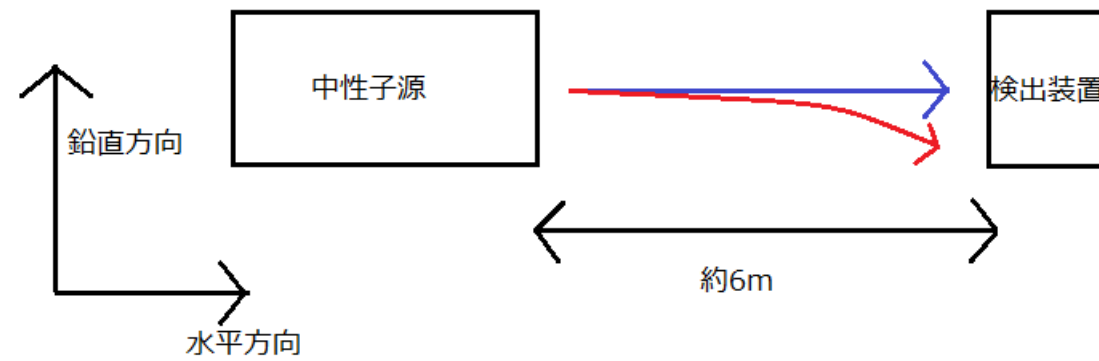 中性子源
検出装置
鉛直方向
約6m
水平方向